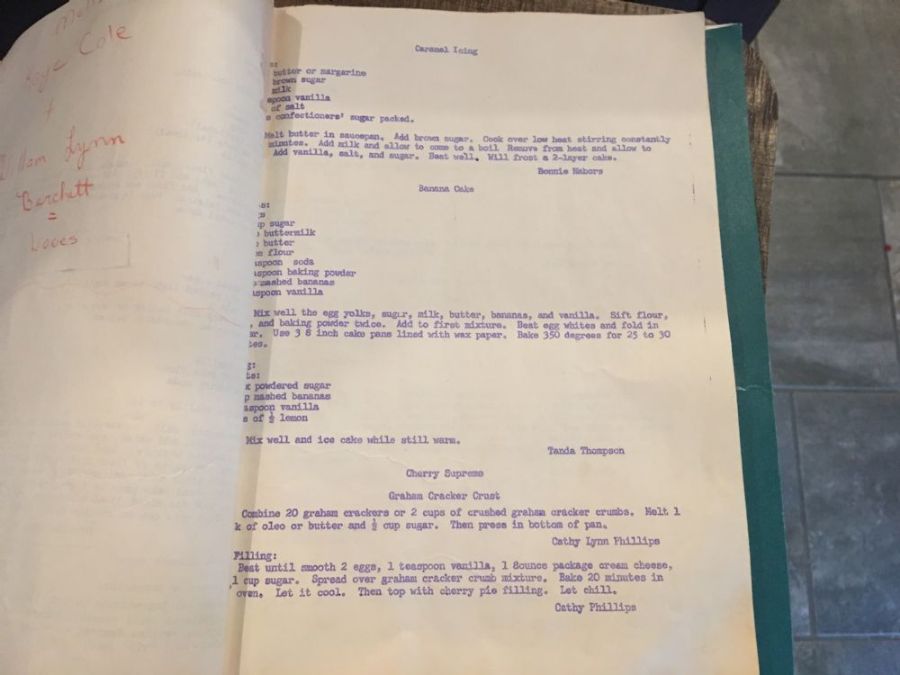 Kaye Cole
+
William Lynn
Barchett
=
Loves
Caramel Icing
butter or margarine
brown sugar
milk
spoon vanilla
of salt
confectioners' sugar packed.
Melt butter in saucepan. Add brown sugar. Cook over low heat stirring constantly
minutes. Add milk and allow to come to a boil Remove from heat and allow to
Add vanilla, salt, and sugar. Beat well. Will frost a 2-layer cake.
Bonnie Nabors
Banana Cake
up sugar
buttermilk
butter
flour
aspoon soda
aspoon baking powder
mashed bananas
aspoon vanilla
Mix well the egg yolks, sugar, milk, butter, bananas, and vanilla. Sift flour,
, and baking powder twice. Add to first mixture. Beat egg whites and fold in
er. Use 3 8 inch cake pans lined with wax paper. Bake 350 degrees for 25 to 30
tes.
g:
ts:
x powdered sugar
p mashed bananas
aspoon vanilla
e of ½ lemon
Mix well and ice cake while still warm.
Tanda Thompson
Cherry Supreme
Graham Cracker Crust
Combine 20 graham crackers or 2 cups of crushed graham cracker crumbs. Melt 1
k of oleo or butter and ½ cup sugar. Then press in bottom of pan.
Cathy Lynn Phillips
Filling:
Beat until smooth 2 eggs, 1 teaspoon vanilla, 1 8ounce package cream cheese,
1 cup sugar. Spread over graham cracker crumb mixture. Bake 20 minutes in
oven. Let it cool. Then top with cherry pie filling. Let chill.
Cathy Phillips